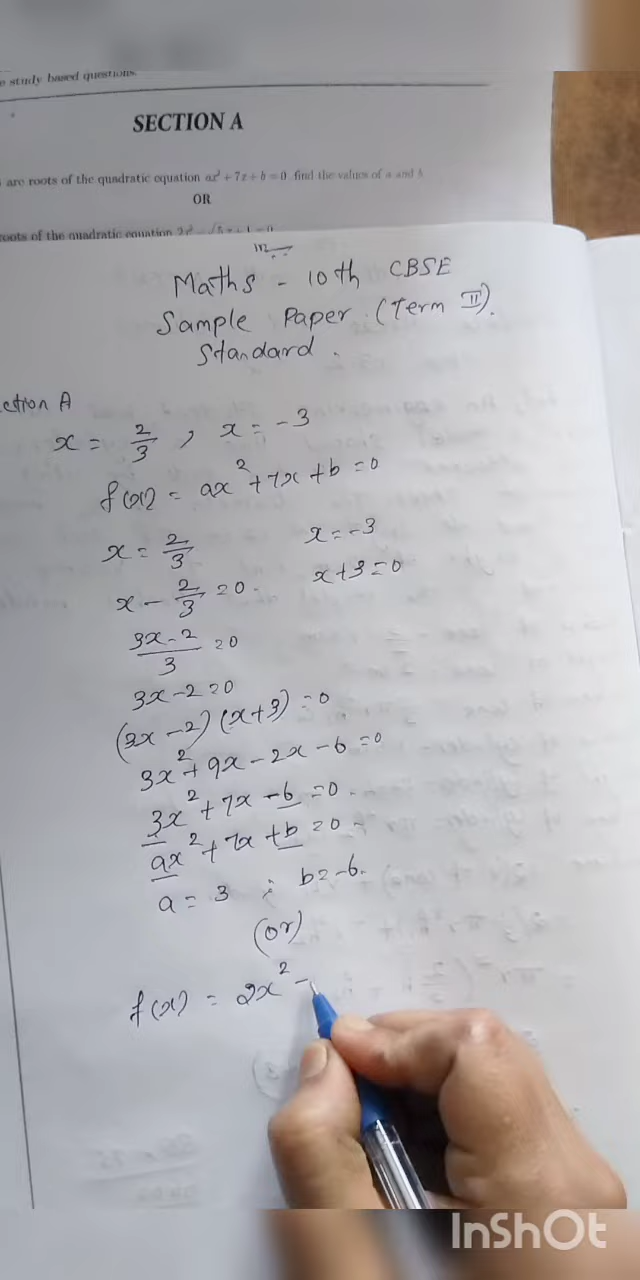 study based questions.
SECTION A
are roots of the quadratic equation ax² + 7x + b = 0 find the values of a and b
OR
roots of the quadratic equation
Maths - 10th CBSE
Sample Paper (Term II).
Standard.
ction A
x = 2/3 , x = -3
f(x) = ax² + 7x + b = 0
x = 2/3 x = -3
x - 2/3 = 0 x + 3 = 0
3x - 2/3 = 0
3x - 2 = 0
(3x - 2) (x + 3) = 0
3x² + 9x - 2x - 6 = 0
3x² + 7x - 6 = 0
ax² + 7x + b = 0
a = 3 ; b = -6.
(or)
f(x) = 2x² -
InShOt